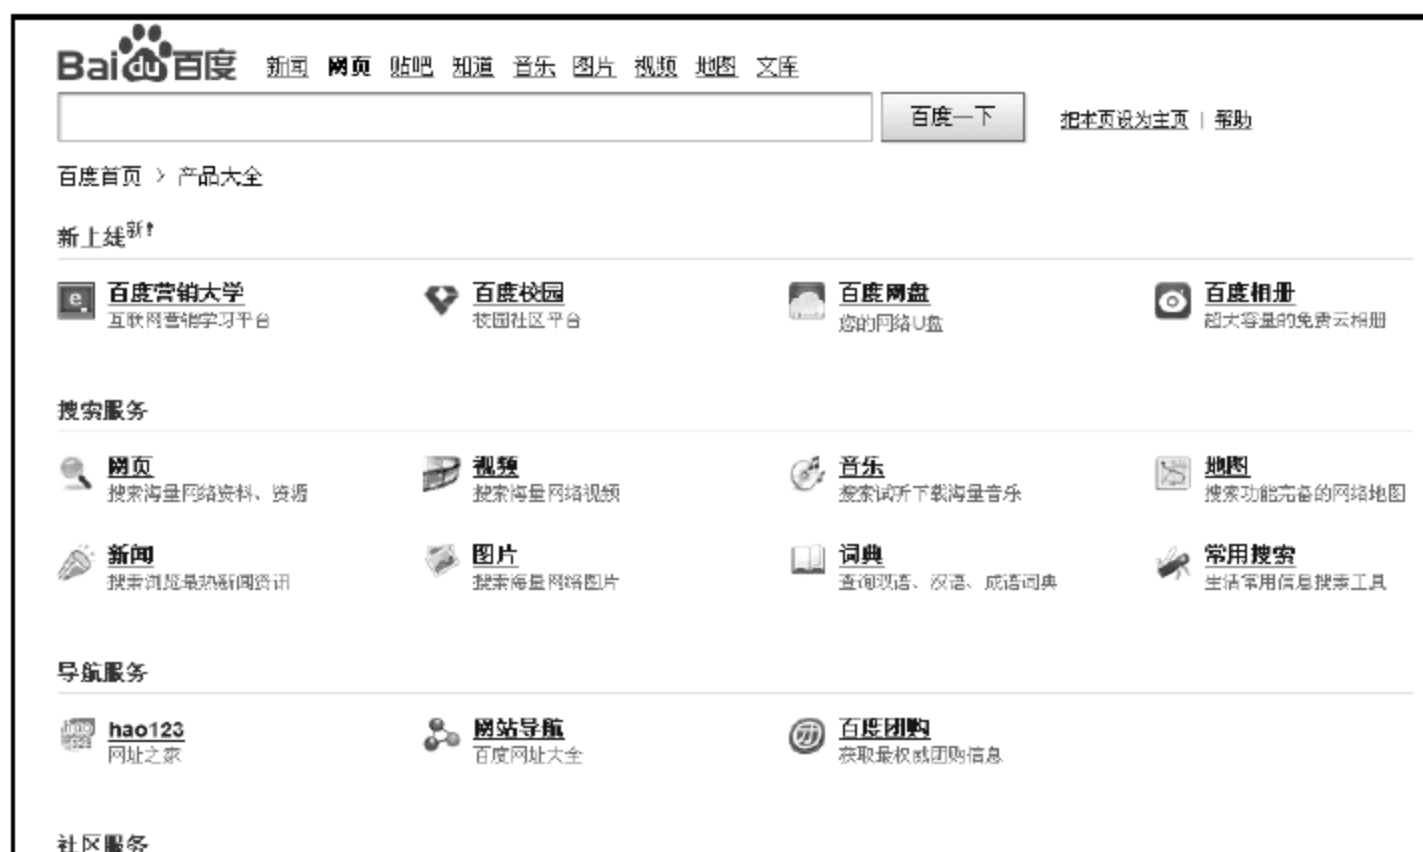 Bai du 百度 新闻 网页 贴吧 知道 音乐 图片 视频 地图 文库
百度一下 把本页设为主页 | 帮助
百度首页 > 产品大全
新上线 新!
百度营销大学 百度校园 百度网盘 百度相册
互联网营销学习平台 校园社区平台 您的网络U盘 超大容量的免费云相册
搜索服务
网页 视频 音乐 地图
搜索海量网络资料、资源 搜索海量网络视频 搜索试听下载海量音乐 搜索功能完备的网络地图
新闻 图片 词典 常用搜索
搜索浏览最热新闻资讯 搜索海量网络图片 查询双语、汉语、成语词典 生活常用信息搜索工具
导航服务
hao123 网站导航 百度团购
网址之家 百度网址大全 获取最权威团购信息
社区服务